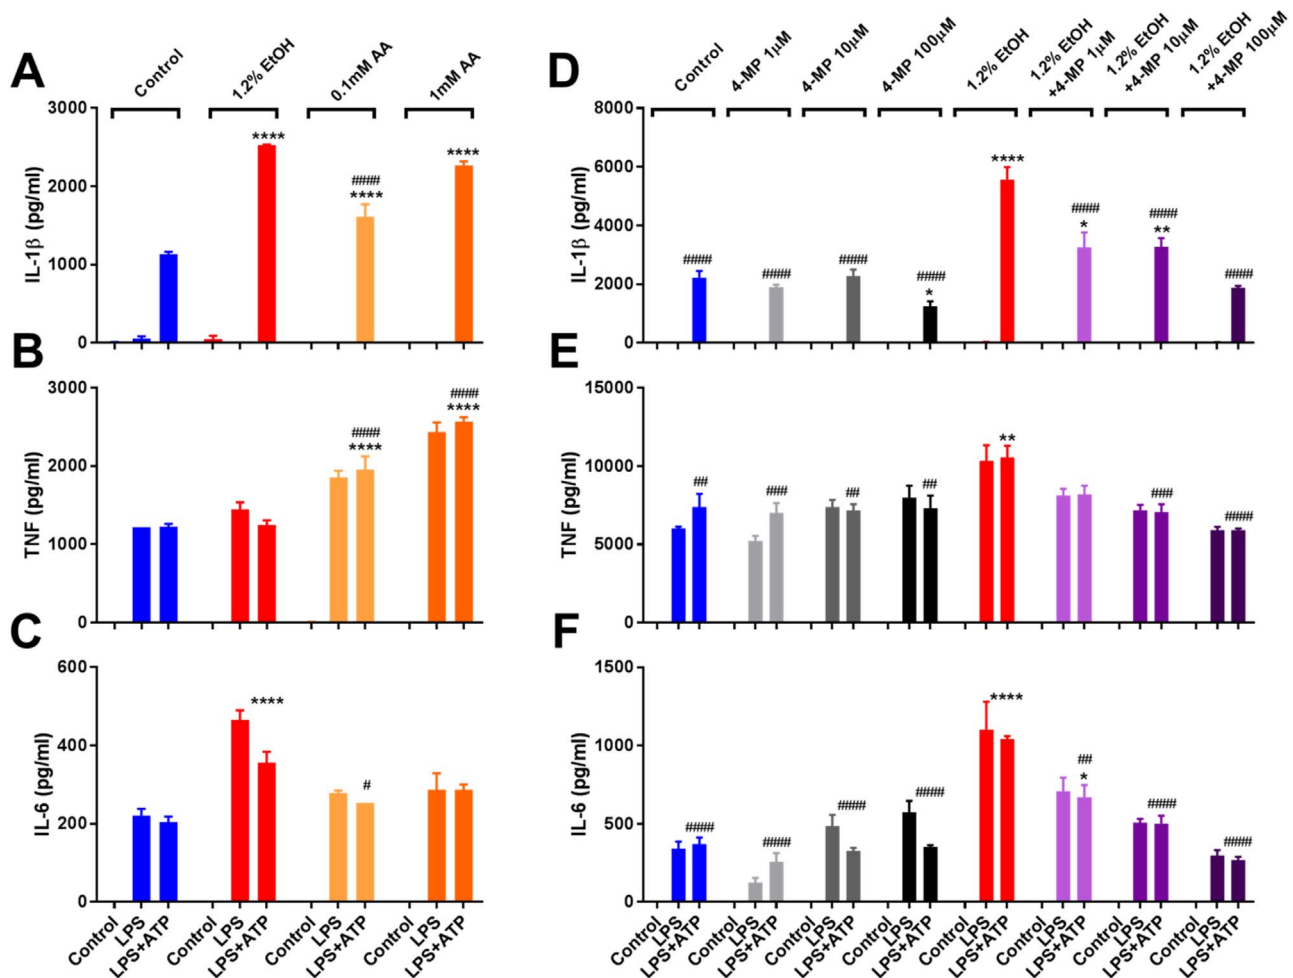 A
Control
1.2% EtOH
0.1mM AA
1mM AA
IL-1β (pg/ml)
3000
2000
1000
0
****
####
****
****
B
TNF (pg/ml)
3000
2000
1000
0
####
****
####
****
C
IL-6 (pg/ml)
600
400
200
0
****
#
Control
LPS
LPS+ATP
Control
LPS
LPS+ATP
Control
LPS
LPS+ATP
Control
LPS
LPS+ATP
D
Control
4-MP 1μM
4-MP 10μM
4-MP 100μM
1.2% EtOH
1.2% EtOH
+4-MP 1μM
1.2% EtOH
+4-MP 10μM
1.2% EtOH
+4-MP 100μM
IL-1β (pg/ml)
8000
6000
4000
2000
0
####
####
####
####
*
****
####
*
####
**
####
E
TNF (pg/ml)
15000
10000
5000
0
##
###
##
##
**
###
####
F
IL-6 (pg/ml)
1500
1000
500
0
####
####
####
####
****
##
*
####
####
Control
LPS
LPS+ATP
Control
LPS
LPS+ATP
Control
LPS
LPS+ATP
Control
LPS
LPS+ATP
Control
LPS
LPS+ATP
Control
LPS
LPS+ATP
Control
LPS
LPS+ATP
Control
LPS
LPS+ATP